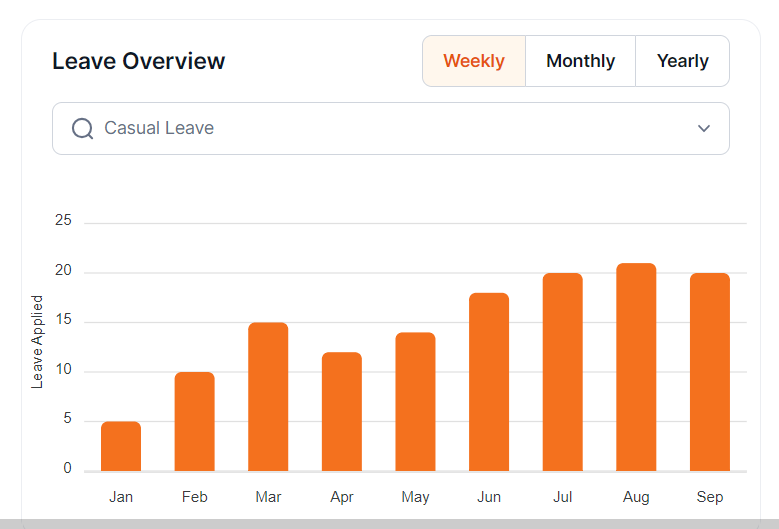 Leave Overview
Weekly Monthly Yearly
Casual Leave
Leave Applied
25
20
15
10
5
0
Jan Feb Mar Apr May Jun Jul Aug Sep